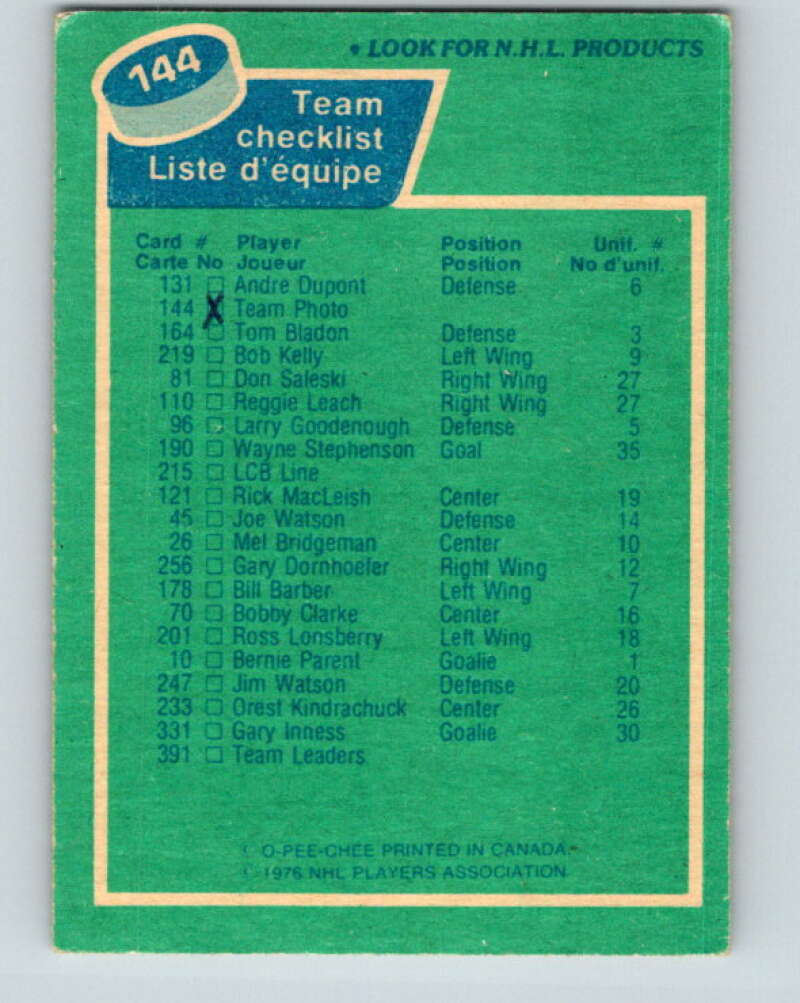 144
• LOOK FOR N.H.L. PRODUCTS
Team
checklist
Liste d'équipe
Card # Player Position Unif. #
Carte No Joueur Position No d'unif.
131 □ Andre Dupont Defense 6
144 X Team Photo
164 □ Tom Bladon Defense 3
219 □ Bob Kelly Left Wing 9
81 □ Don Saleski Right Wing 27
110 □ Reggie Leach Right Wing 27
96 □ Larry Goodenough Defense 5
190 □ Wayne Stephenson Goal 35
215 □ LCB Line
121 □ Rick MacLeish Center 19
45 □ Joe Watson Defense 14
26 □ Mel Bridgeman Center 10
256 □ Gary Dornhoefer Right Wing 12
178 □ Bill Barber Left Wing 7
70 □ Bobby Clarke Center 16
201 □ Ross Lonsberry Left Wing 18
10 □ Bernie Parent Goalie 1
247 □ Jim Watson Defense 20
233 □ Orest Kindrachuck Center 26
331 □ Gary Inness Goalie 30
391 □ Team Leaders
© O-PEE-CHEE PRINTED IN CANADA
© 1976 NHL PLAYERS ASSOCIATION